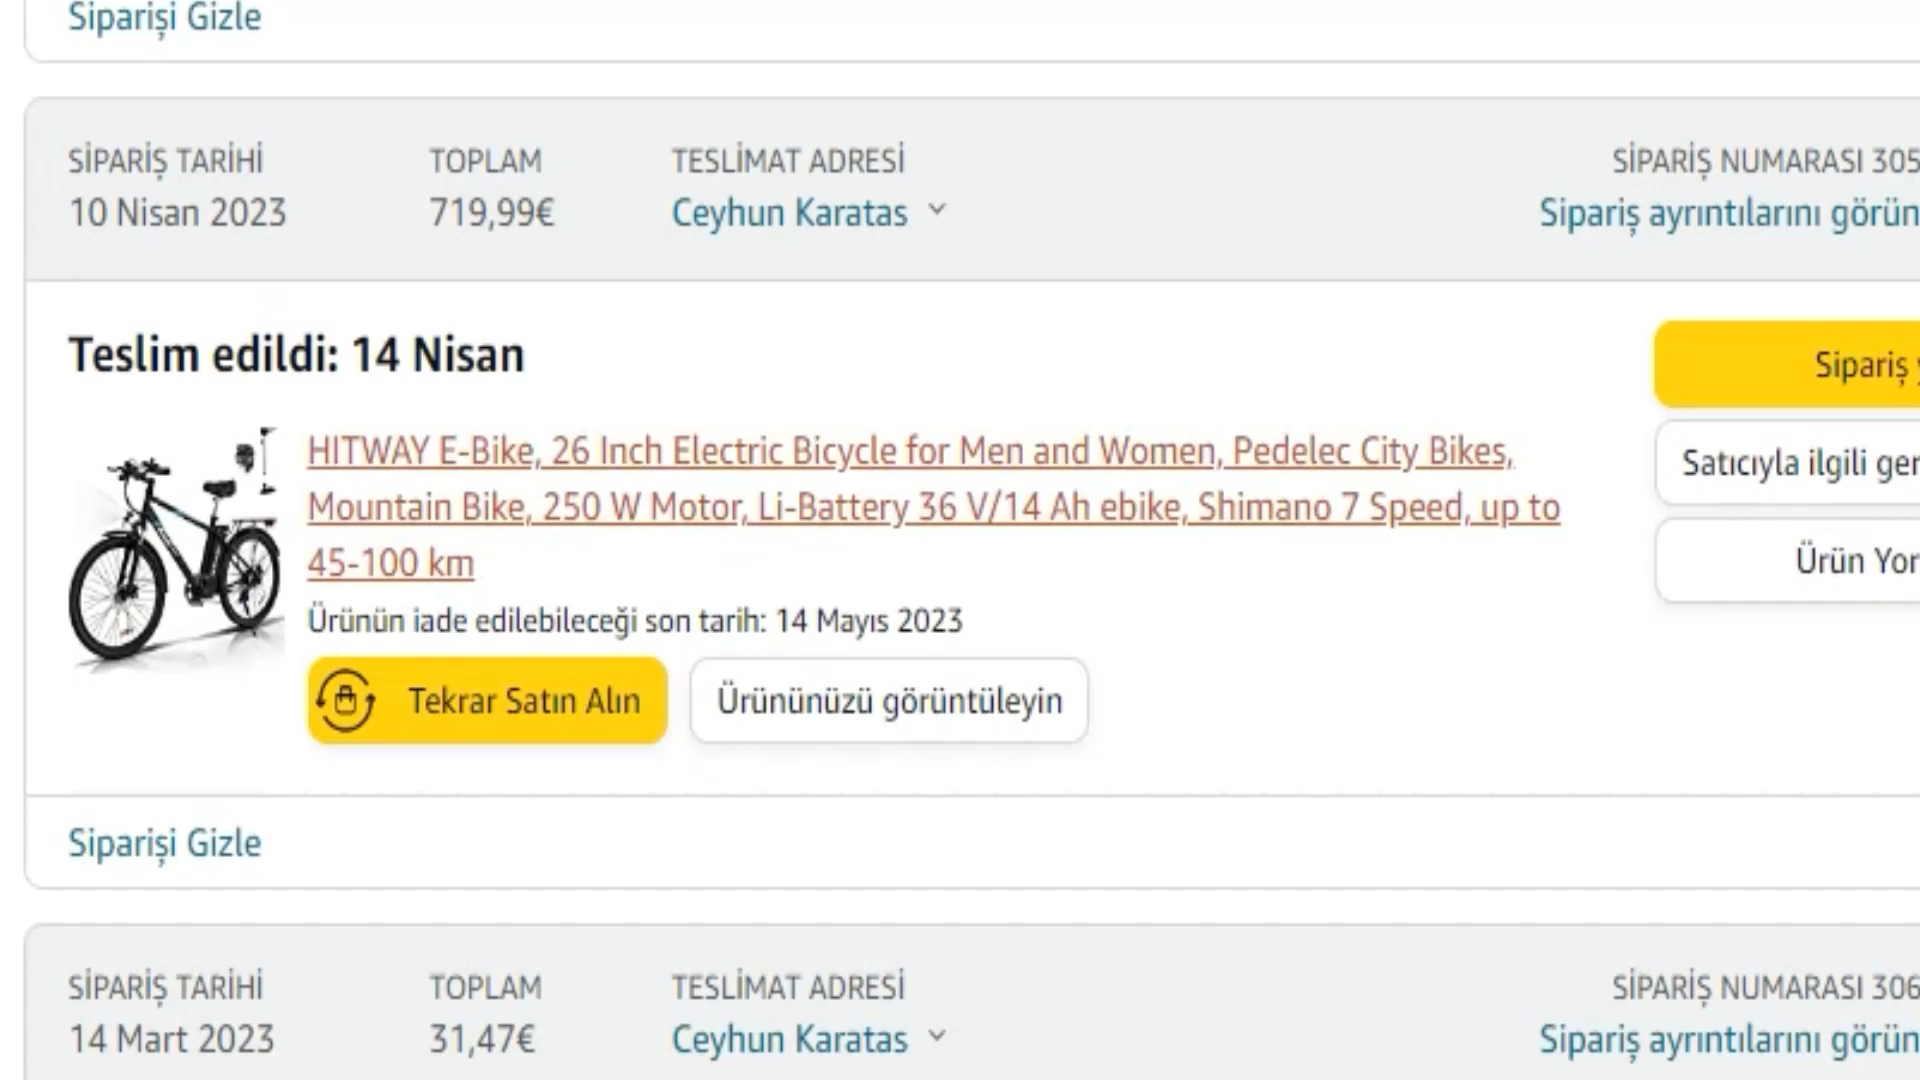 Siparişi Gizle
SİPARİŞ TARİHİ TOPLAM TESLİMAT ADRESİ SİPARİŞ NUMARASI 305
10 Nisan 2023 719,99€ Ceyhun Karatas Sipariş ayrıntılarını görün
Teslim edildi: 14 Nisan
Sipariş
HITWAY E-Bike, 26 Inch Electric Bicycle for Men and Women, Pedelec City Bikes,
Satıcıyla ilgili ger
Mountain Bike, 250 W Motor, Li-Battery 36 V/14 Ah ebike, Shimano 7 Speed, up to
45-100 km
Ürün Yor
Ürünün iade edilebileceği son tarih: 14 Mayıs 2023
Tekrar Satın Alın Ürününüzü görüntüleyin
Siparişi Gizle
SİPARİŞ TARİHİ TOPLAM TESLİMAT ADRESİ SİPARİŞ NUMARASI 306
14 Mart 2023 31,47€ Ceyhun Karatas Sipariş ayrıntılarını görün